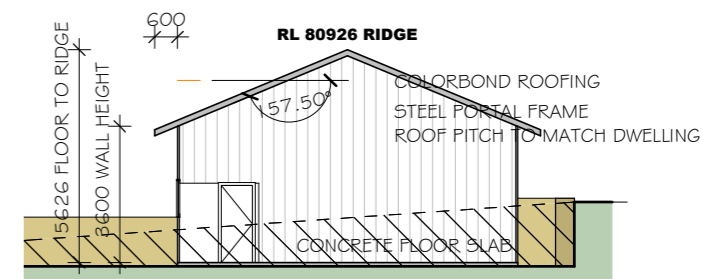 600
RL 80926 RIDGE
5626 FLOOR TO RIDGE
3600 WALL HEIGHT
157.50°
COLORBOND ROOFING
STEEL PORTAL FRAME
ROOF PITCH TO MATCH DWELLING
CONCRETE FLOOR SLAB